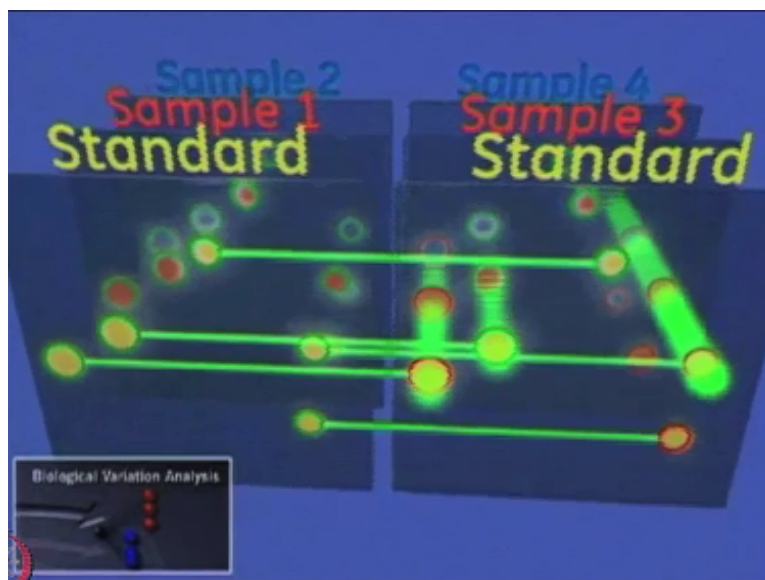 Sample 2
Sample 4
Sample 1
Sample 3
Standard
Standard
Biological Variation Analysis